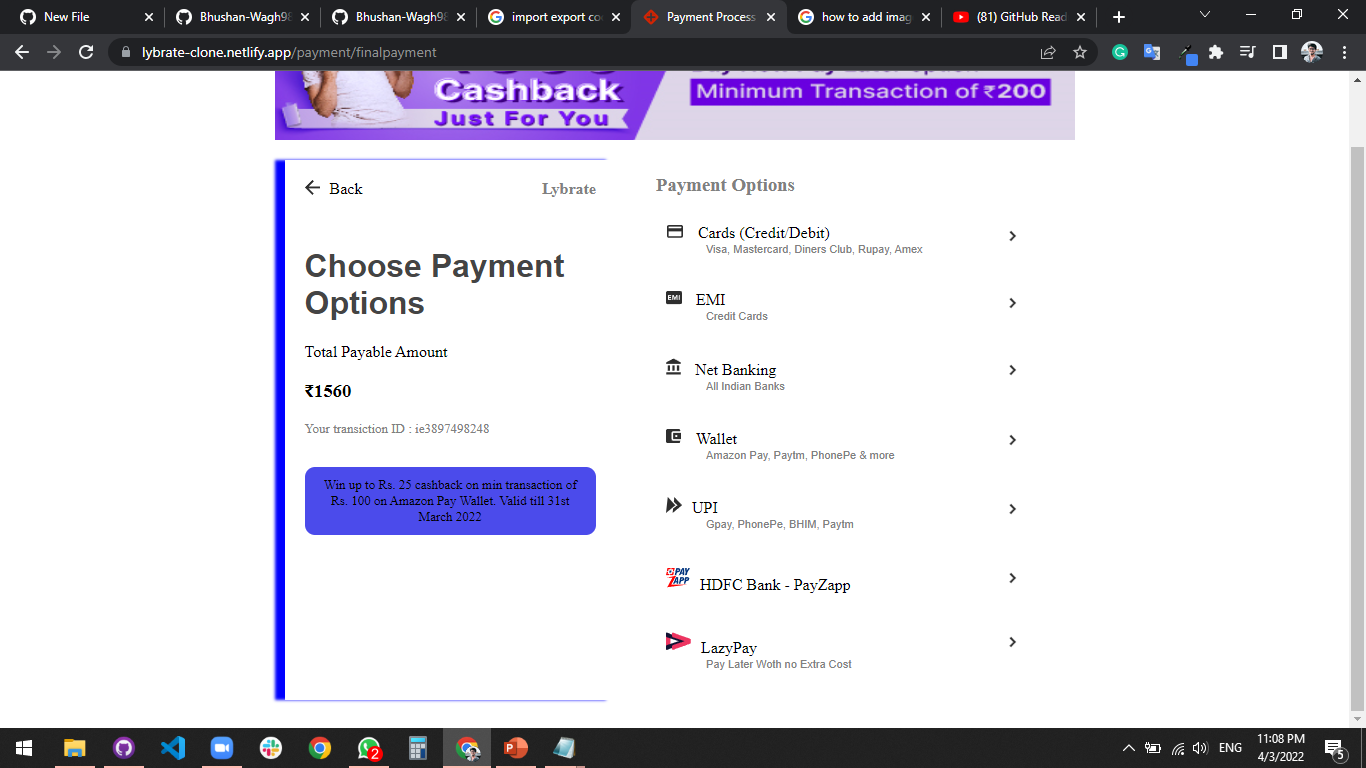 New File
Bhushan-Wagh98
Bhushan-Wagh98
import export co
Payment Process
how to add imag
(81) GitHub Read
lybrate-clone.netlify.app/payment/finalpayment
Cashback
Just For You
Minimum Transaction of ₹200
Back
Lybrate
Choose Payment
Options
Total Payable Amount
₹1560
Your transiction ID : ie3897498248
Win up to Rs. 25 cashback on min transaction of
Rs. 100 on Amazon Pay Wallet. Valid till 31st
March 2022
Payment Options
Cards (Credit/Debit)
Visa, Mastercard, Diners Club, Rupay, Amex
EMI
EMI
Credit Cards
Net Banking
All Indian Banks
Wallet
Amazon Pay, Paytm, PhonePe & more
UPI
Gpay, PhonePe, BHIM, Paytm
PAY
ZAPP
HDFC Bank - PayZapp
LazyPay
Pay Later Woth no Extra Cost
2
ENG
11:08 PM
4/3/2022
5